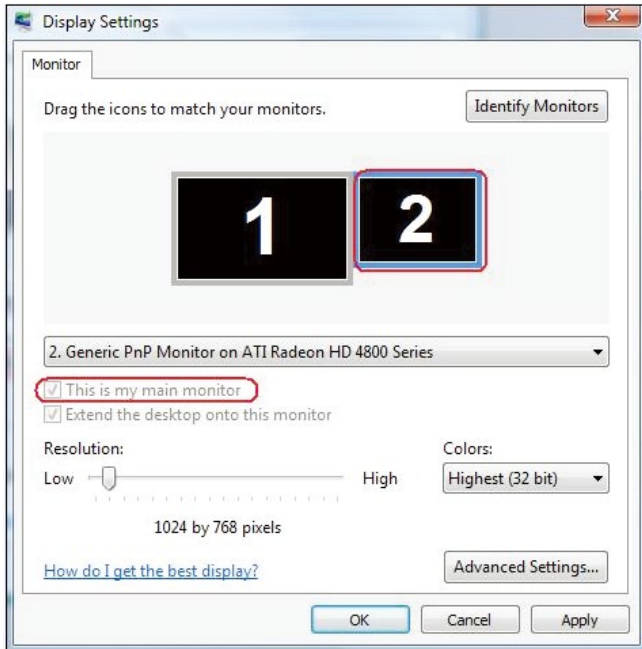 Display Settings
Monitor
Drag the icons to match your monitors.
Identify Monitors
1
2
2. Generic PnP Monitor on ATI Radeon HD 4800 Series
This is my main monitor
Extend the desktop onto this monitor
Resolution:
Colors:
Low
High
Highest (32 bit)
1024 by 768 pixels
How do I get the best display?
Advanced Settings...
OK
Cancel
Apply